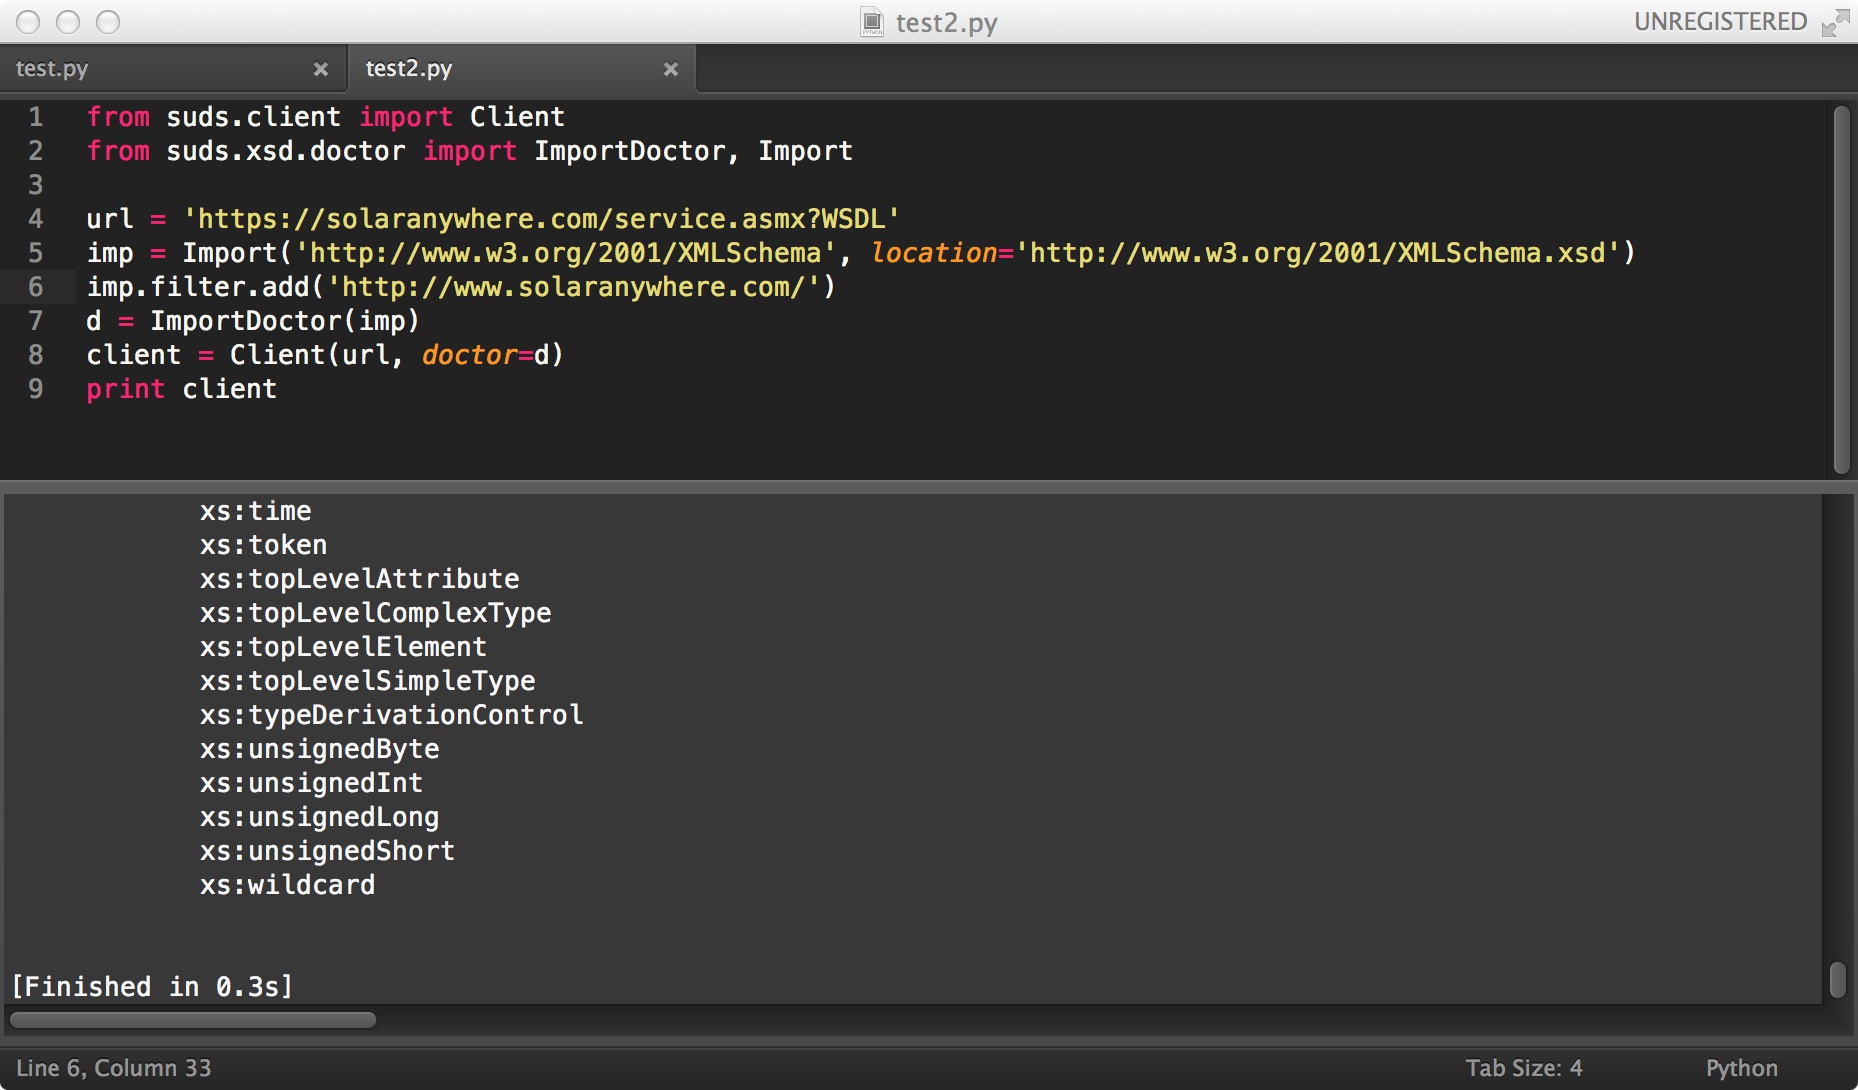 test2.py
UNREGISTERED
test.py ×
test2.py ×
1 from suds.client import Client
2 from suds.xsd.doctor import ImportDoctor, Import
3
4 url = 'https://solaranywhere.com/service.asmx?WSDL'
5 imp = Import('http://www.w3.org/2001/XMLSchema', location='http://www.w3.org/2001/XMLSchema.xsd')
6 imp.filter.add('http://www.solaranywhere.com/')
7 d = ImportDoctor(imp)
8 client = Client(url, doctor=d)
9 print client
xs:time
xs:token
xs:topLevelAttribute
xs:topLevelComplexType
xs:topLevelElement
xs:topLevelSimpleType
xs:typeDerivationControl
xs:unsignedByte
xs:unsignedInt
xs:unsignedLong
xs:unsignedShort
xs:wildcard
[Finished in 0.3s]
Line 6, Column 33
Tab Size: 4
Python